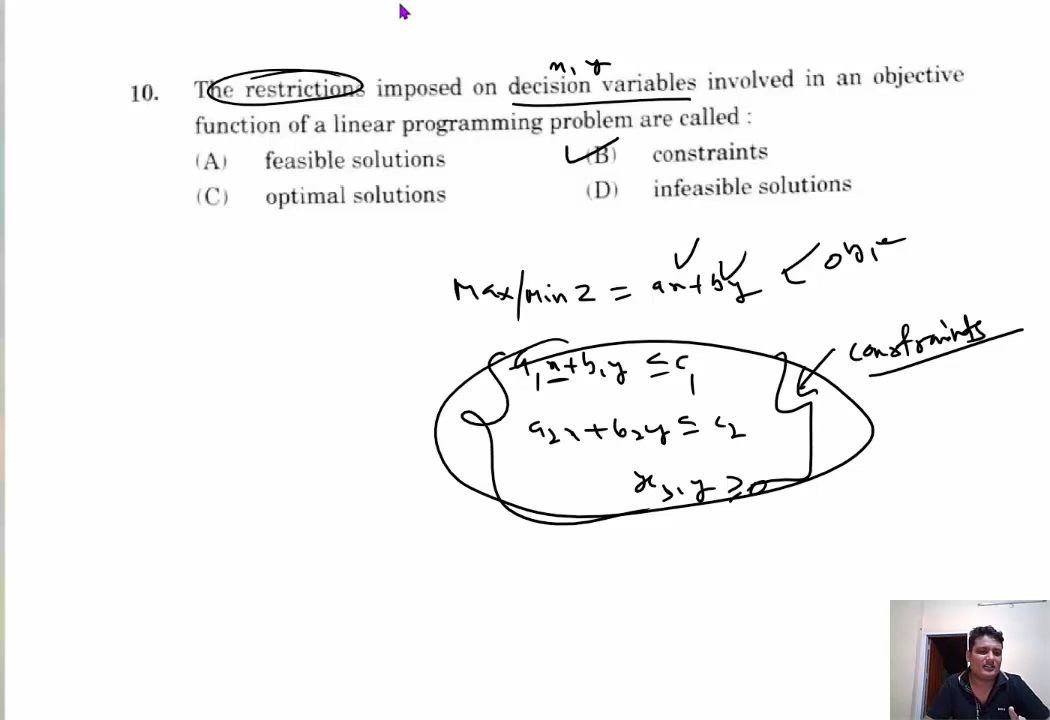 x, y
10. The restrictions imposed on decision variables involved in an objective
function of a linear programming problem are called :
(A) feasible solutions (B) constraints
(C) optimal solutions (D) infeasible solutions
Max/Min Z = ax + by
constraints
a₁x + b₁y ≤ c₁
a₂x + b₂y ≤ c₂
x, y ≥ 0